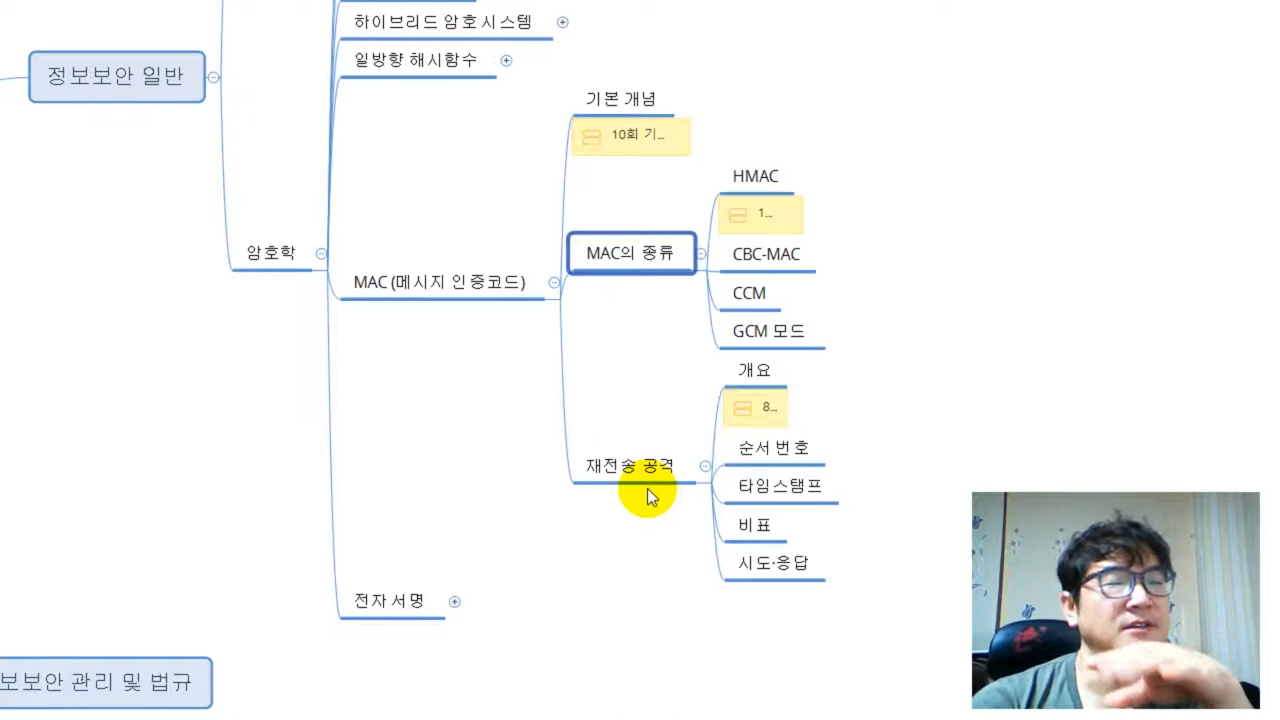 하이브리드 암호 시스템
일방향 해시함수
정보보안 일반
기본 개념
10회 기...
HMAC
1...
암호학
MAC의 종류
CBC-MAC
MAC (메시지 인증코드)
CCM
GCM 모드
개요
8...
순서 번호
재전송 공격
타임스탬프
비표
시도·응답
전자 서명
보보안 관리 및 법규